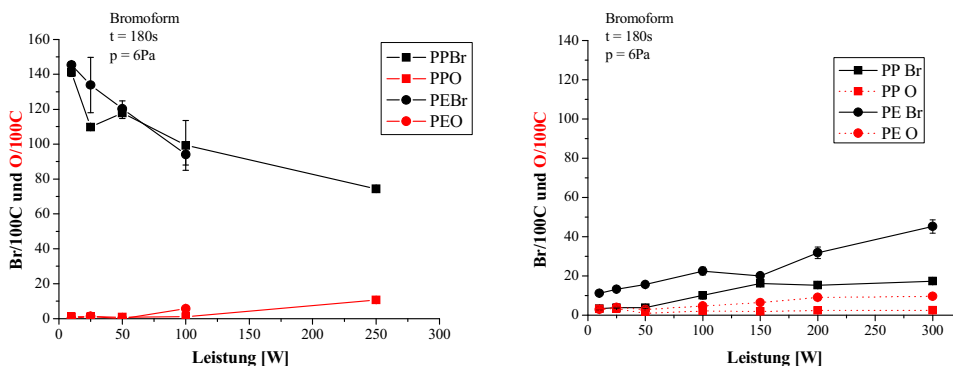 Bromoform
t = 180s
p = 6Pa
160
140
120
100
80
60
40
20
0
Br/100C und O/100C
PPBr
PPO
PEBr
PEO
0 50 100 150 200 250 300
Leistung [W]
Bromoform
t = 180s
p = 6Pa
140
120
100
80
60
40
20
0
Br/100C und O/100C
PP Br
PP O
PE Br
PE O
0 50 100 150 200 250 300
Leistung [W]